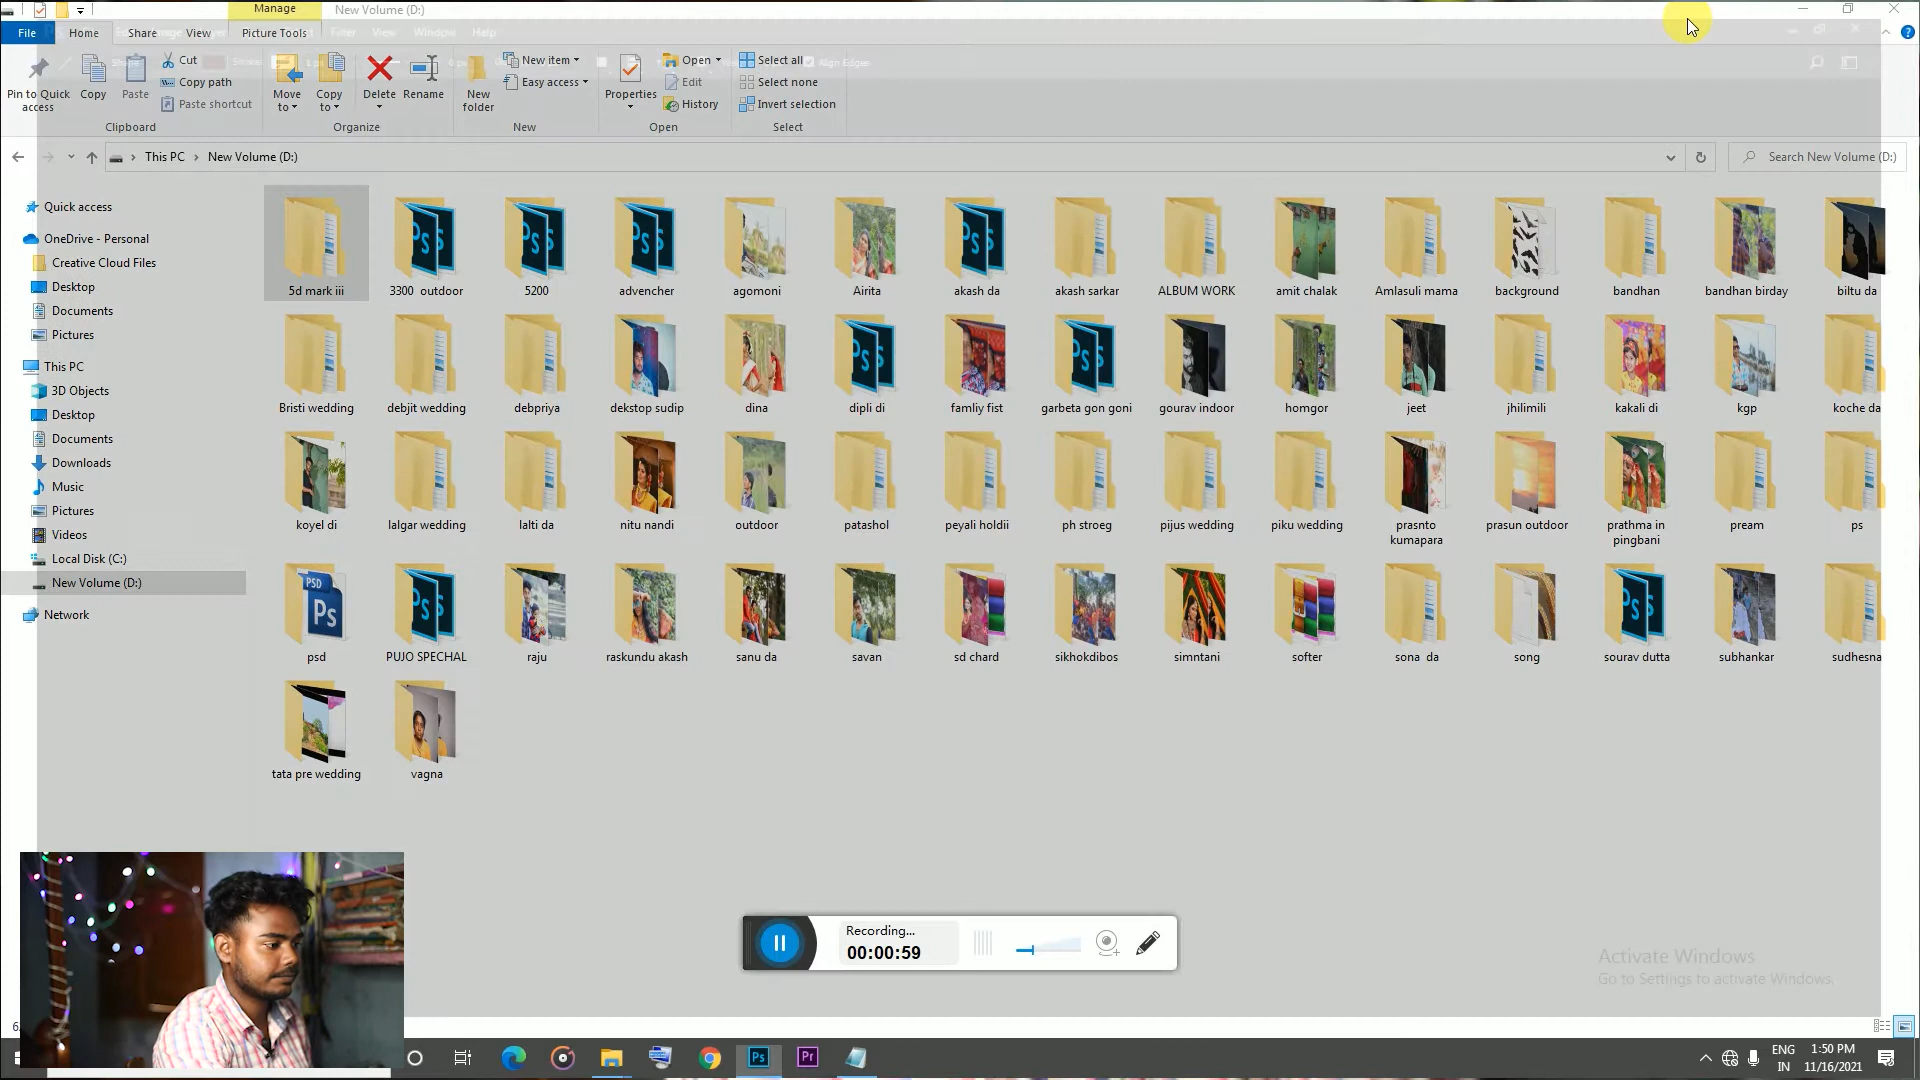 Manage
New Volume (D:)
File
Home
Share
View
Picture Tools
Filter
View
Window
Help
Pin to Quick access
Copy
Paste
Cut
Copy path
Paste shortcut
Clipboard
Move to
Copy to
Delete
Rename
Organize
New folder
New item
Easy access
New
Properties
Open
Edit
History
Open
Select all
Select none
Invert selection
Select
Align Edges
This PC
New Volume (D:)
Search New Volume (D:)
Quick access
OneDrive - Personal
Creative Cloud Files
Desktop
Documents
Pictures
This PC
3D Objects
Desktop
Documents
Downloads
Music
Pictures
Videos
Local Disk (C:)
New Volume (D:)
Network
5d mark iii
3300 outdoor
5200
advencher
agomoni
Airita
akash da
akash sarkar
ALBUM WORK
amit chalak
Amlasuli mama
background
bandhan
bandhan birday
biltu da
Bristi wedding
debjit wedding
debpriya
dekstop sudip
dina
dipli di
famliy fist
garbeta gon goni
gourav indoor
homgor
jeet
jhilimili
kakali di
kgp
koche da
koyel di
lalgar wedding
lalti da
nitu nandi
outdoor
patashol
peyali holdii
ph stroeg
pijus wedding
piku wedding
prasnto kumapara
prasun outdoor
prathma in pingbani
pream
ps
psd
PUJO SPECHAL
raju
raskundu akash
sanu da
savan
sd chard
sikhokdibos
simntani
softer
sona da
song
sourav dutta
subhankar
sudhesna
tata pre wedding
vagna
Recording...
00:00:59
Activate Windows
Go to Settings to activate Windows.
Ps
Pr
ENG
IN
1:50 PM
11/16/2021